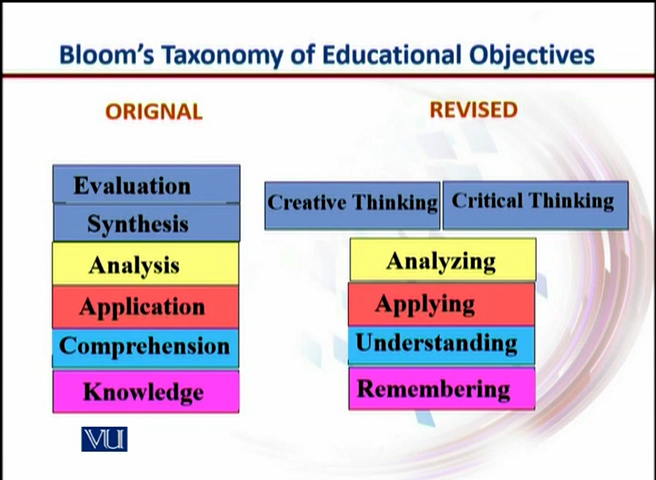 Bloom's Taxonomy of Educational Objectives
ORIGNAL
Evaluation
Synthesis
Analysis
Application
Comprehension
Knowledge
REVISED
Creative Thinking
Critical Thinking
Analyzing
Applying
Understanding
Remembering
VU